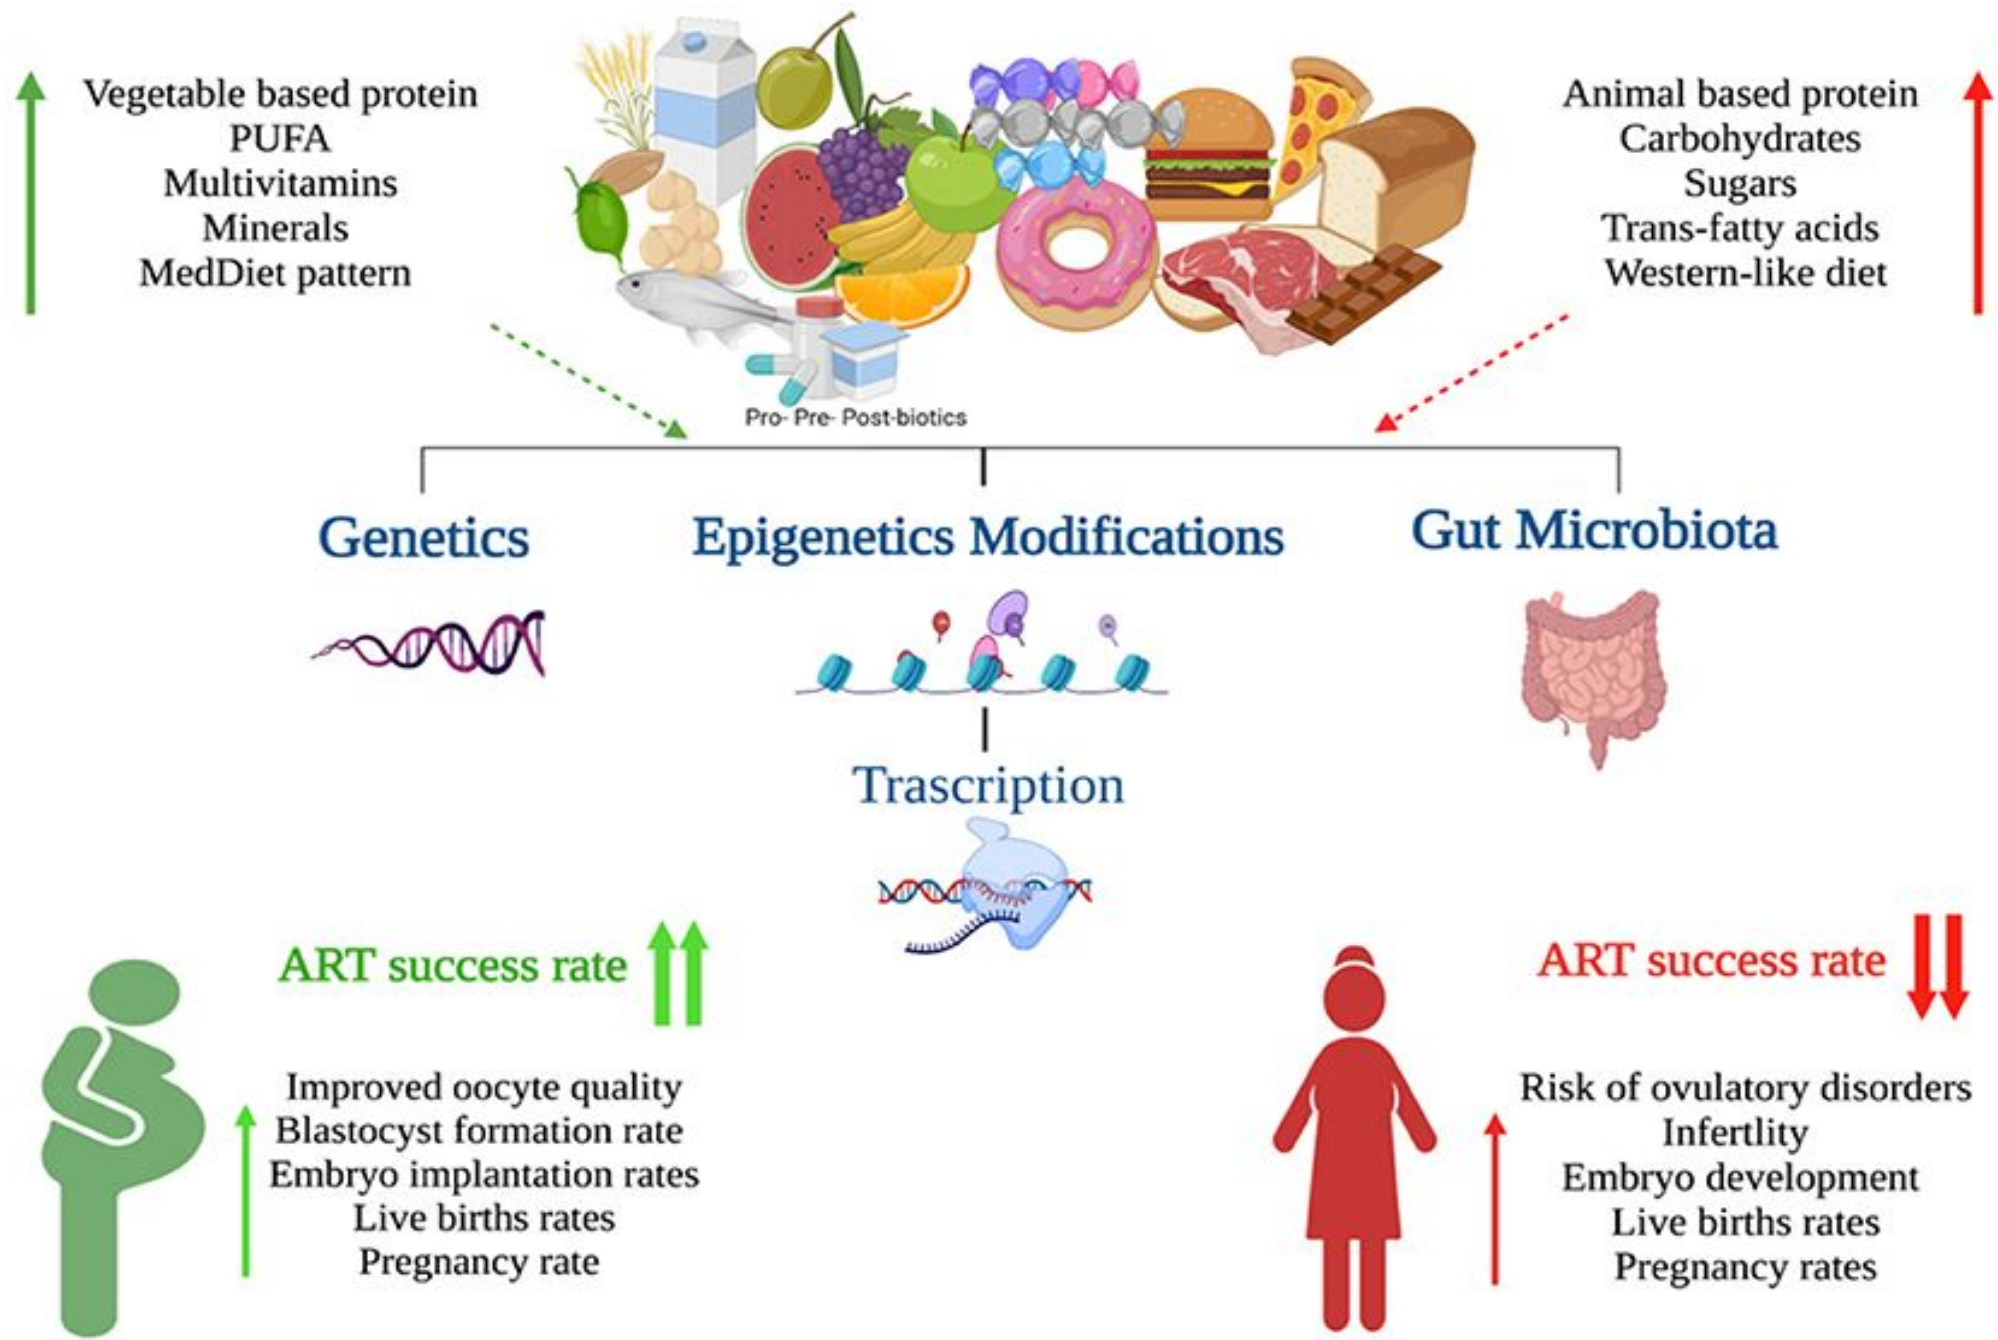 Vegetable based protein
PUFA
Multivitamins
Minerals
MedDiet pattern
Animal based protein
Carbohydrates
Sugars
Trans-fatty acids
Western-like diet
Pro- Pre- Post-biotics
Genetics
Epigenetics Modifications
Gut Microbiota
Trascription
ART success rate
Improved oocyte quality
Blastocyst formation rate
Embryo implantation rates
Live births rates
Pregnancy rate
ART success rate
Risk of ovulatory disorders
Infertlity
Embryo development
Live births rates
Pregnancy rates